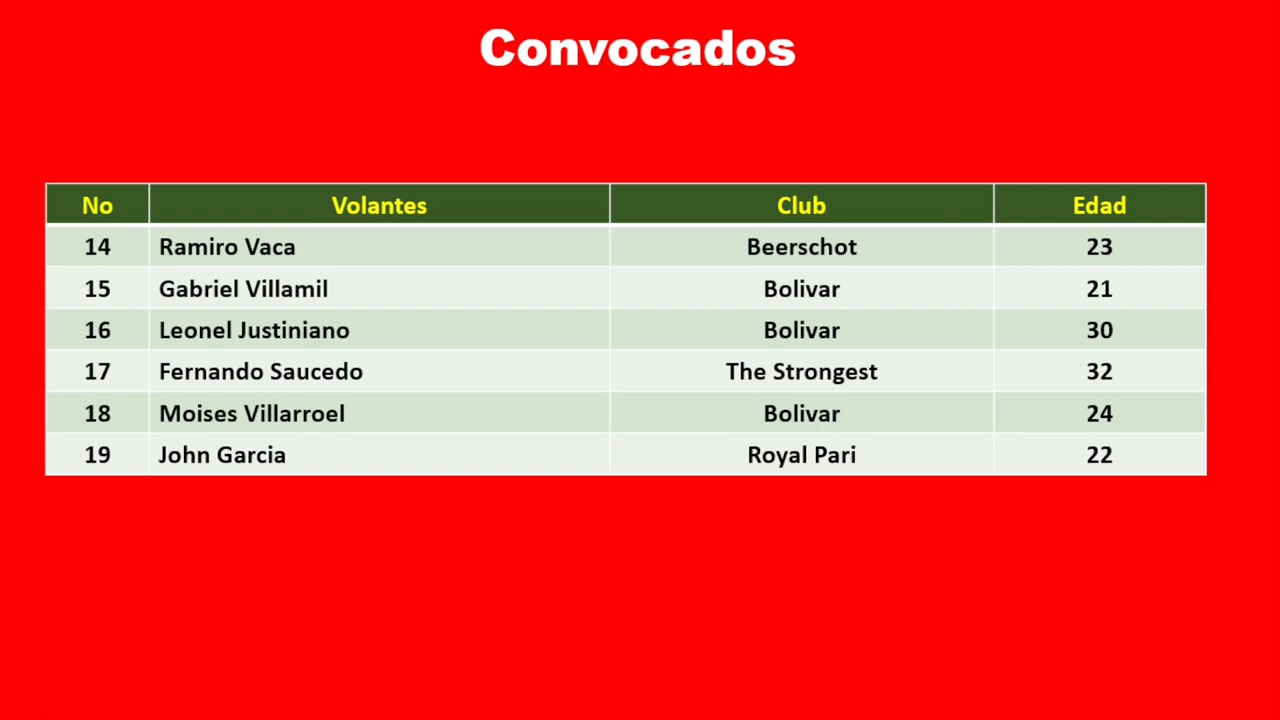 Convocados
No Volantes Club Edad
14 Ramiro Vaca Beerschot 23
15 Gabriel Villamil Bolivar 21
16 Leonel Justiniano Bolivar 30
17 Fernando Saucedo The Strongest 32
18 Moises Villarroel Bolivar 24
19 John Garcia Royal Pari 22